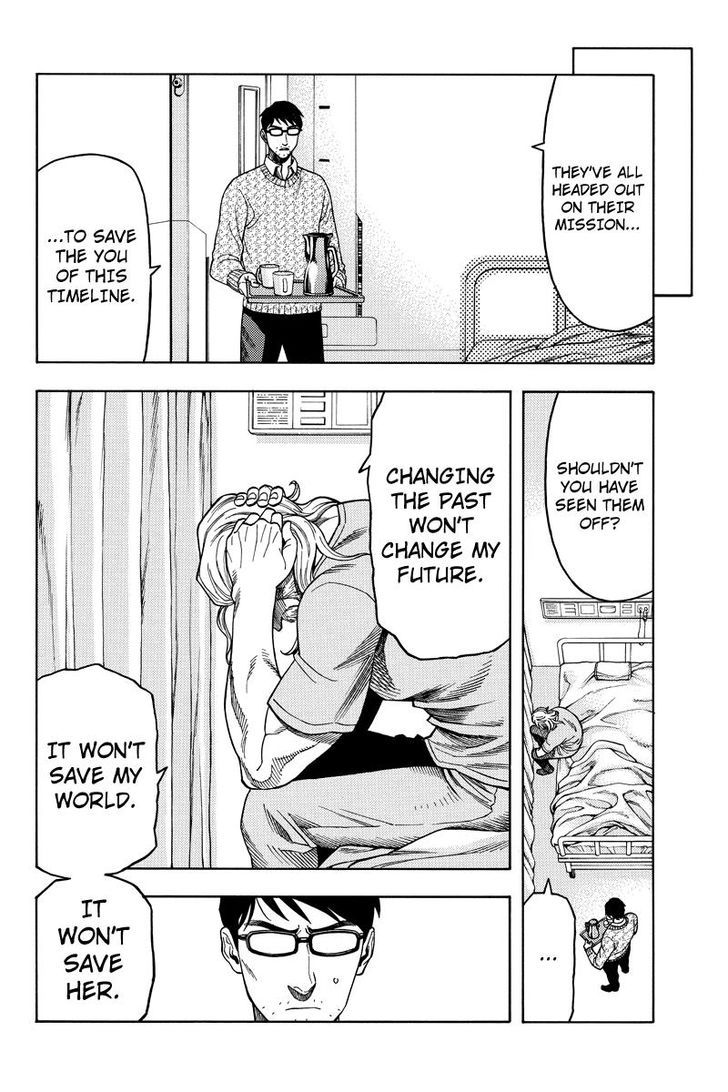 THEY'VE ALL
HEADED OUT
ON THEIR
MISSION...
...TO SAVE
THE YOU
OF THIS
TIMELINE.
SHOULDN'T
YOU HAVE
SEEN THEM
OFF?
...
CHANGING
THE PAST
WON'T
CHANGE MY
FUTURE.
IT WON'T
SAVE MY
WORLD.
IT
WON'T
SAVE
HER.